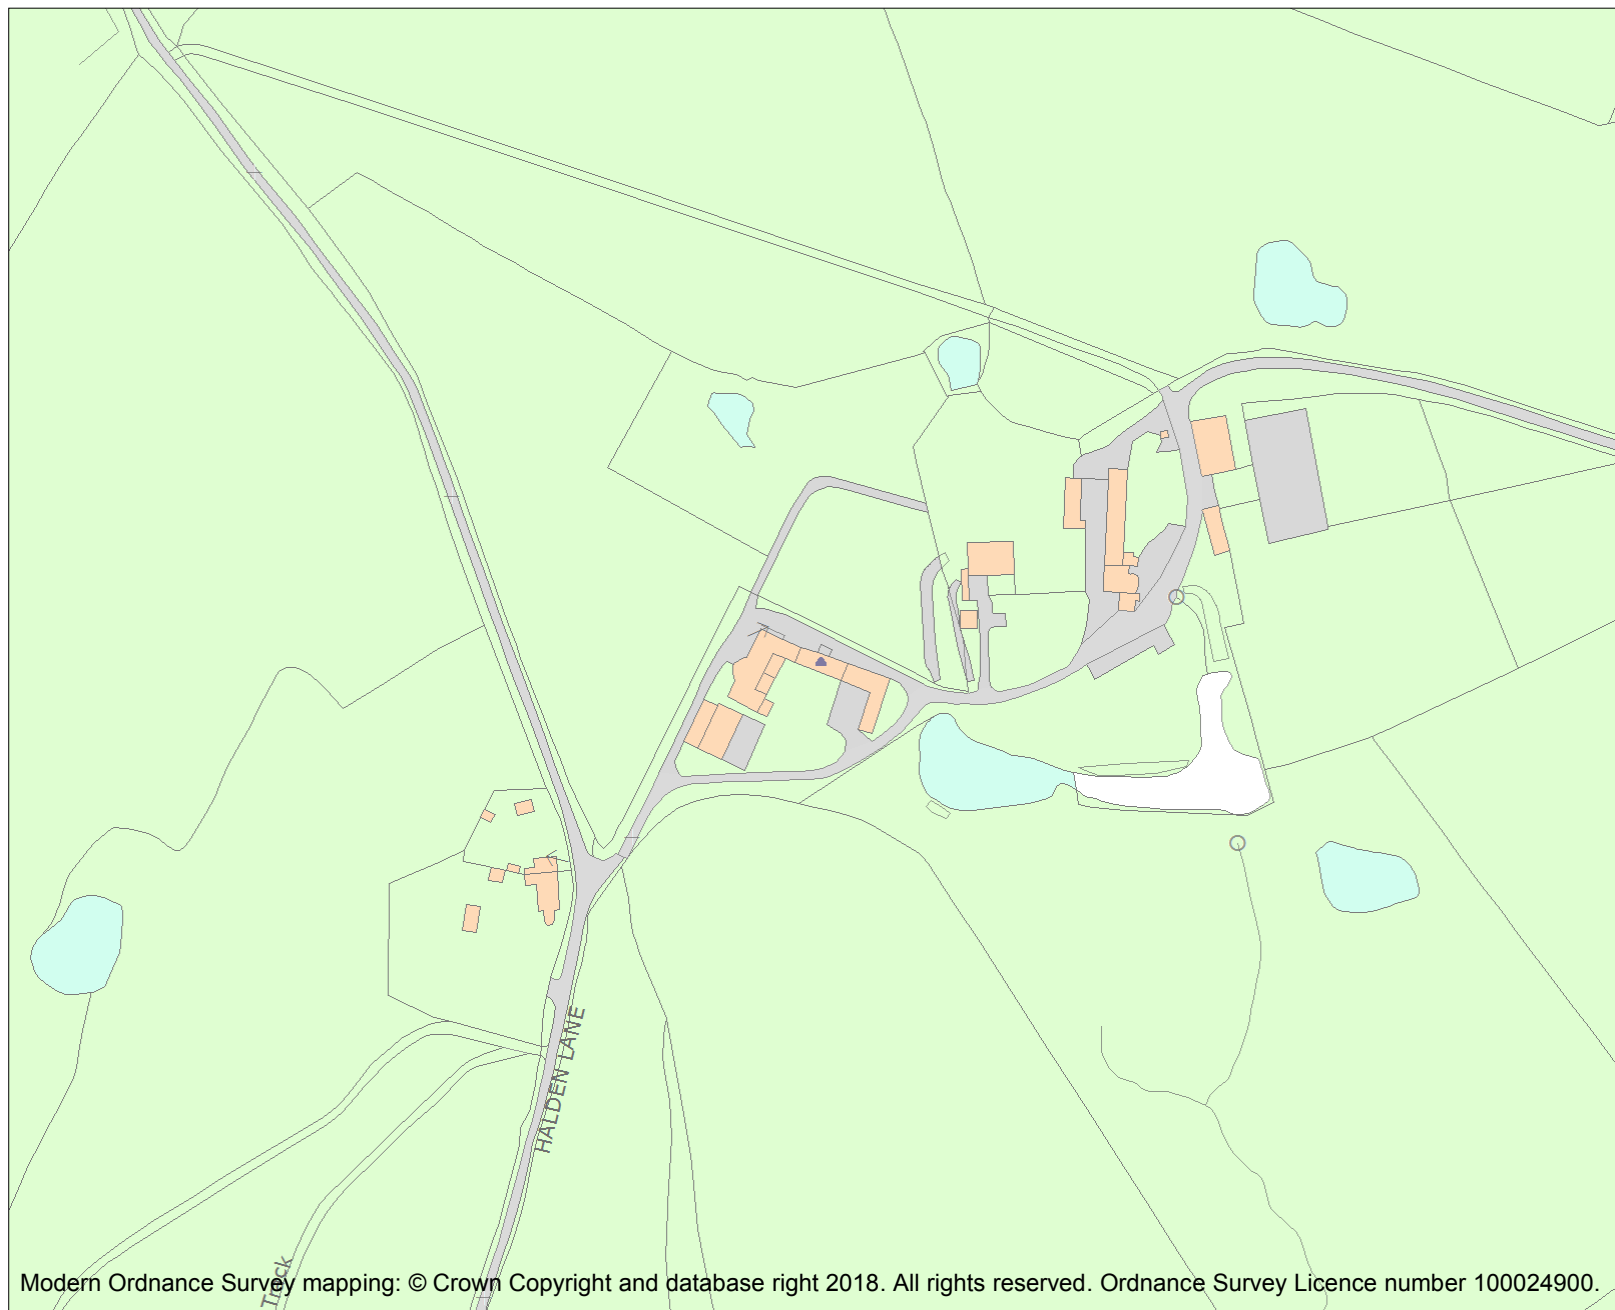 HALDEN LANE
Track
Modern Ordnance Survey mapping: © Crown Copyright and database right 2018. All rights reserved. Ordnance Survey Licence number 100024900.